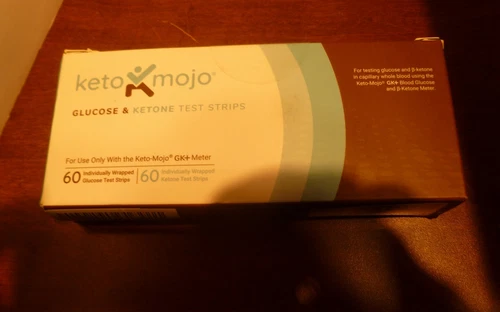 keto mojo®
GLUCOSE & KETONE TEST STRIPS
For Use Only With the Keto-Mojo® GK+ Meter
60 Individually Wrapped
Glucose Test Strips
60 Individually Wrapped
Ketone Test Strips
For testing glucose and β-ketone
in capillary whole blood using the
Keto-Mojo® GK+ Blood Glucose
and β-Ketone Meter.